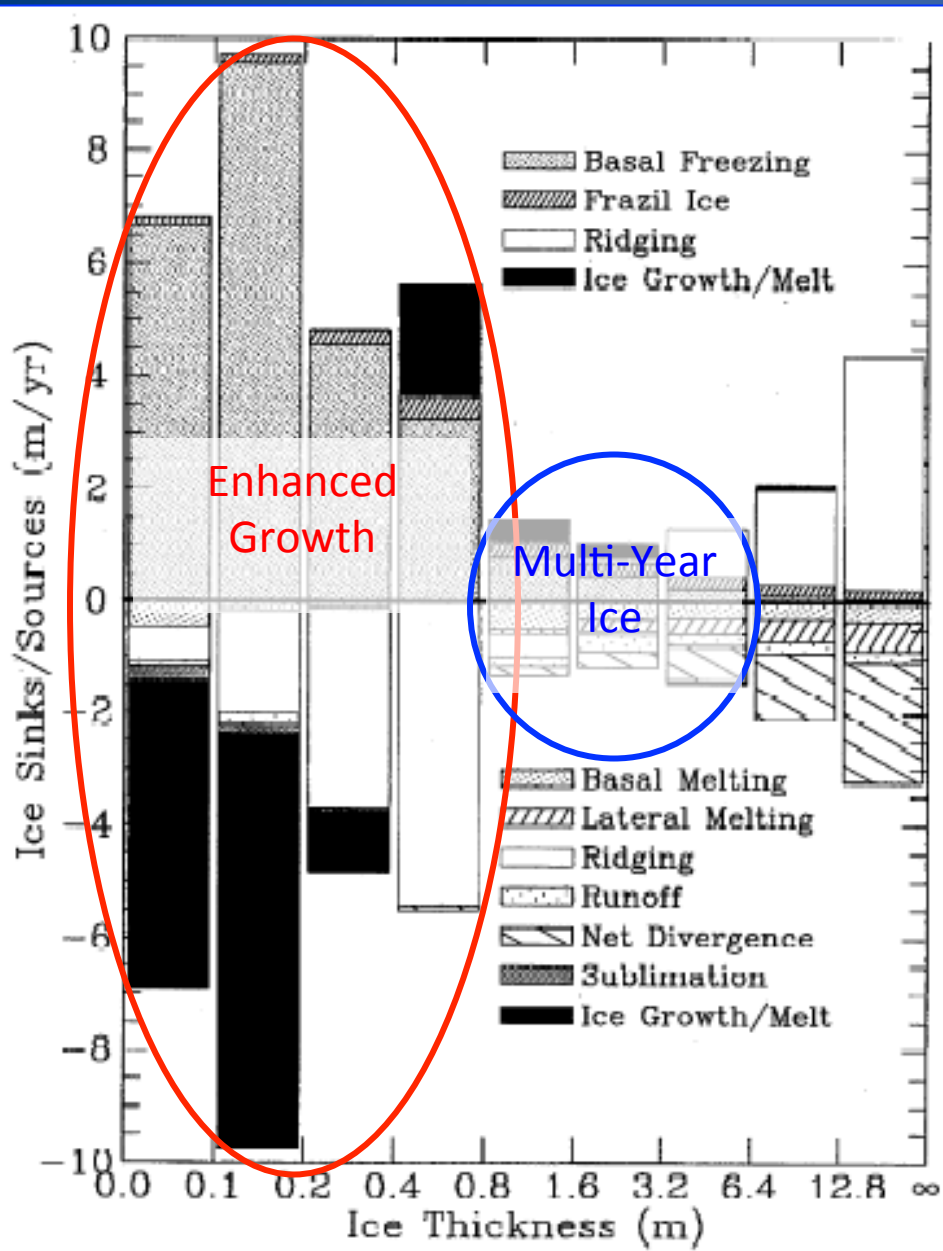 10
8
6
4
2
0
-2
-4
-6
-8
-10
Ice Sinks/Sources (m/yr)
Basal Freezing
Frazil Ice
Ridging
Ice Growth/Melt
Enhanced
Growth
Multi-Year
Ice
Basal Melting
Lateral Melting
Ridging
Runoff
Net Divergence
Sublimation
Ice Growth/Melt
0.0 0.1 0.2 0.4 0.8 1.6 3.2 6.4 12.8 ∞
Ice Thickness (m)